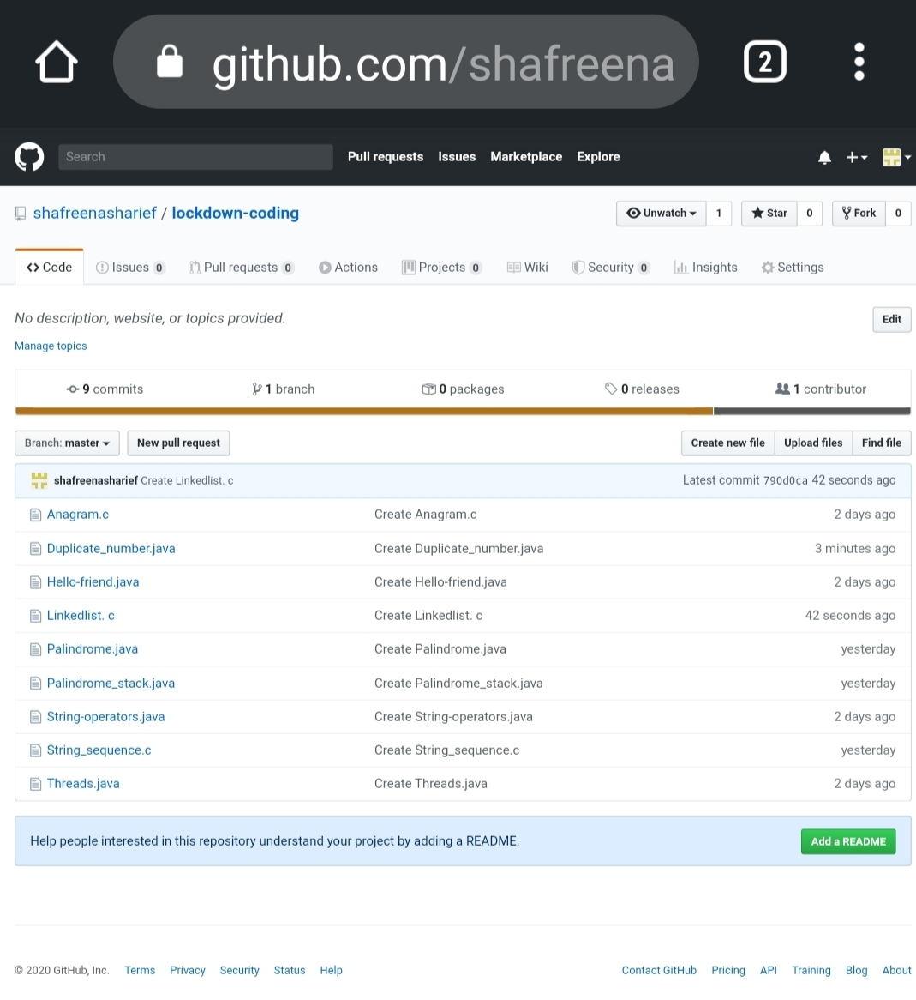 github.com/shafreena
2
Search Pull requests Issues Marketplace Explore
shafreenasharief / lockdown-coding Unwatch 1 Star 0 Fork 0
Code Issues 0 Pull requests 0 Actions Projects 0 Wiki Security 0 Insights Settings
No description, website, or topics provided. Edit
Manage topics
9 commits 1 branch 0 packages 0 releases 1 contributor
Branch: master New pull request Create new file Upload files Find file
shafreenasharief Create Linkedlist. c Latest commit 790d0ca 42 seconds ago
Anagram.c Create Anagram.c 2 days ago
Duplicate_number.java Create Duplicate_number.java 3 minutes ago
Hello-friend.java Create Hello-friend.java 2 days ago
Linkedlist. c Create Linkedlist. c 42 seconds ago
Palindrome.java Create Palindrome.java yesterday
Palindrome_stack.java Create Palindrome_stack.java yesterday
String-operators.java Create String-operators.java 2 days ago
String_sequence.c Create String_sequence.c yesterday
Threads.java Create Threads.java 2 days ago
Help people interested in this repository understand your project by adding a README. Add a README
© 2020 GitHub, Inc. Terms Privacy Security Status Help Contact GitHub Pricing API Training Blog About